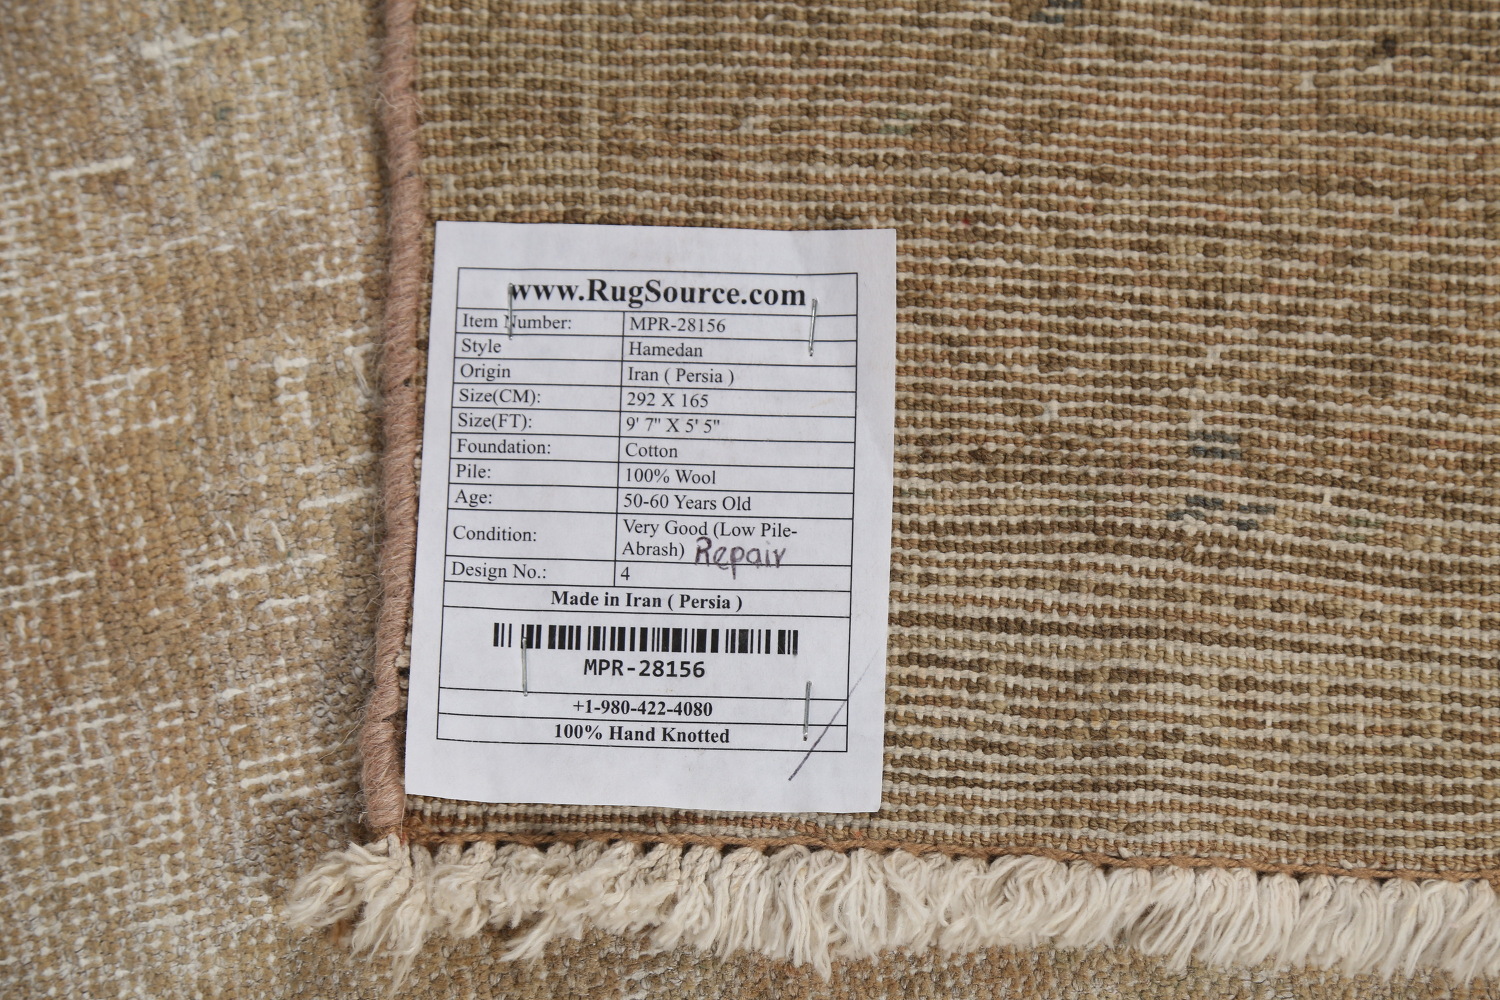 www.RugSource.com
Item Number: MPR-28156
Style Hamedan
Origin Iran ( Persia )
Size(CM): 292 X 165
Size(FT): 9' 7" X 5' 5"
Foundation: Cotton
Pile: 100% Wool
Age: 50-60 Years Old
Condition: Very Good (Low Pile-
Abrash) Repair
Design No.: 4
Made in Iran ( Persia )
MPR-28156
+1-980-422-4080
100% Hand Knotted